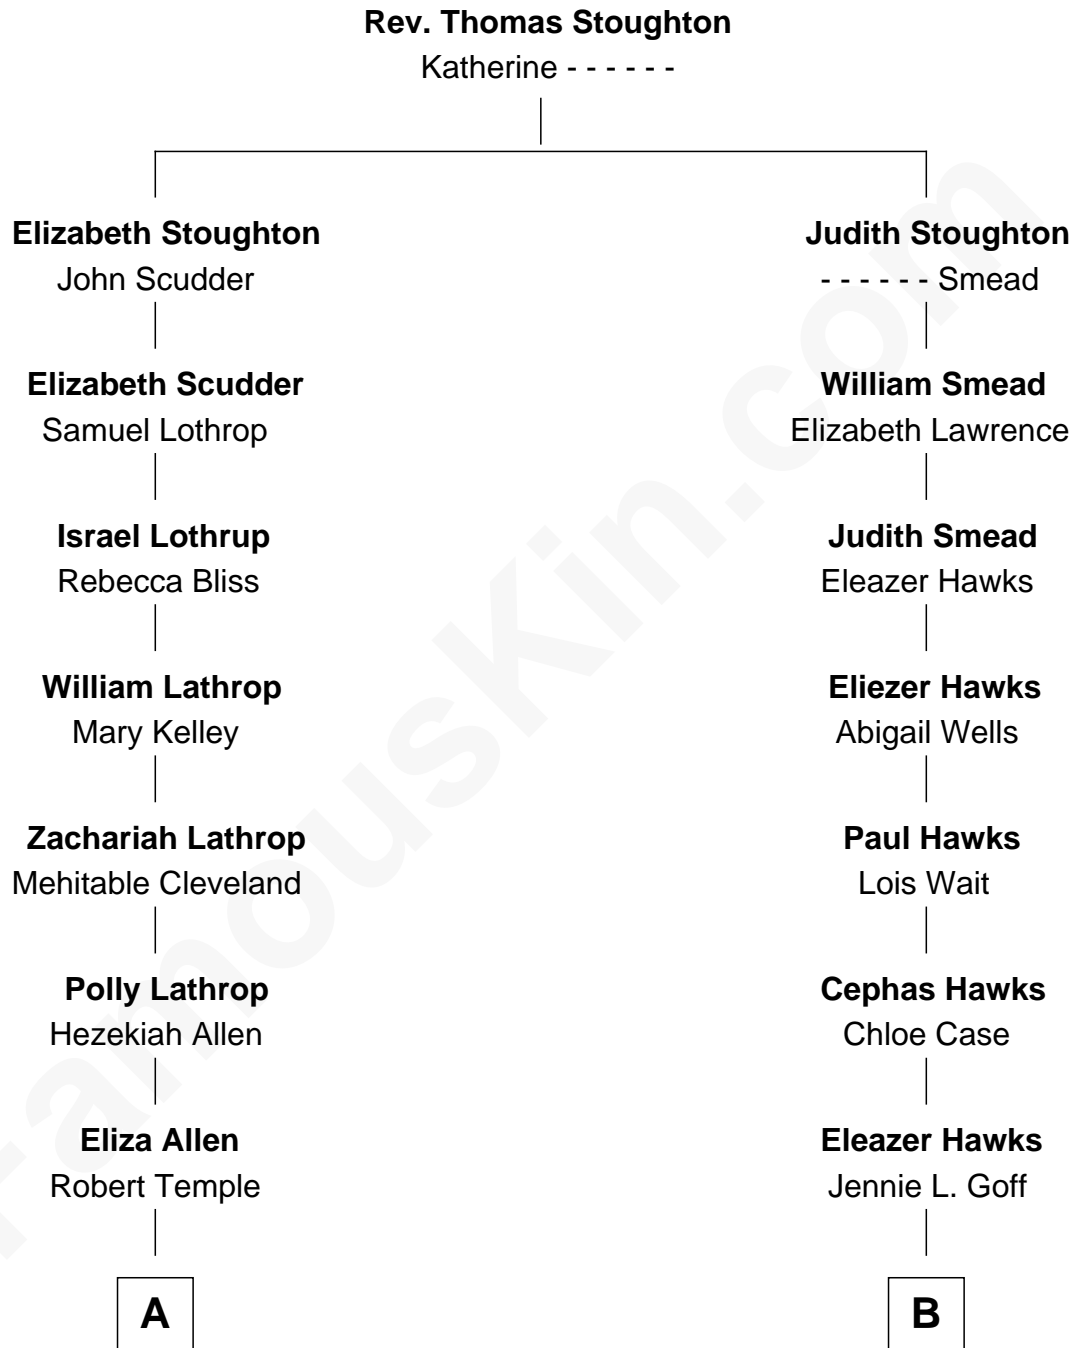 Rev. Thomas Stoughton
Katherine - - - - - -
Elizabeth Stoughton
John Scudder
Judith Stoughton
- - - - - - Smead
Elizabeth Scudder
Samuel Lothrop
William Smead
Elizabeth Lawrence
Israel Lothrup
Rebecca Bliss
Judith Smead
Eleazer Hawks
William Lathrop
Mary Kelley
Eliezer Hawks
Abigail Wells
Zachariah Lathrop
Mehitable Cleveland
Paul Hawks
Lois Wait
Polly Lathrop
Hezekiah Allen
Cephas Hawks
Chloe Case
Eliza Allen
Robert Temple
Eleazer Hawks
Jennie L. Goff
A
B
FamousKin.com